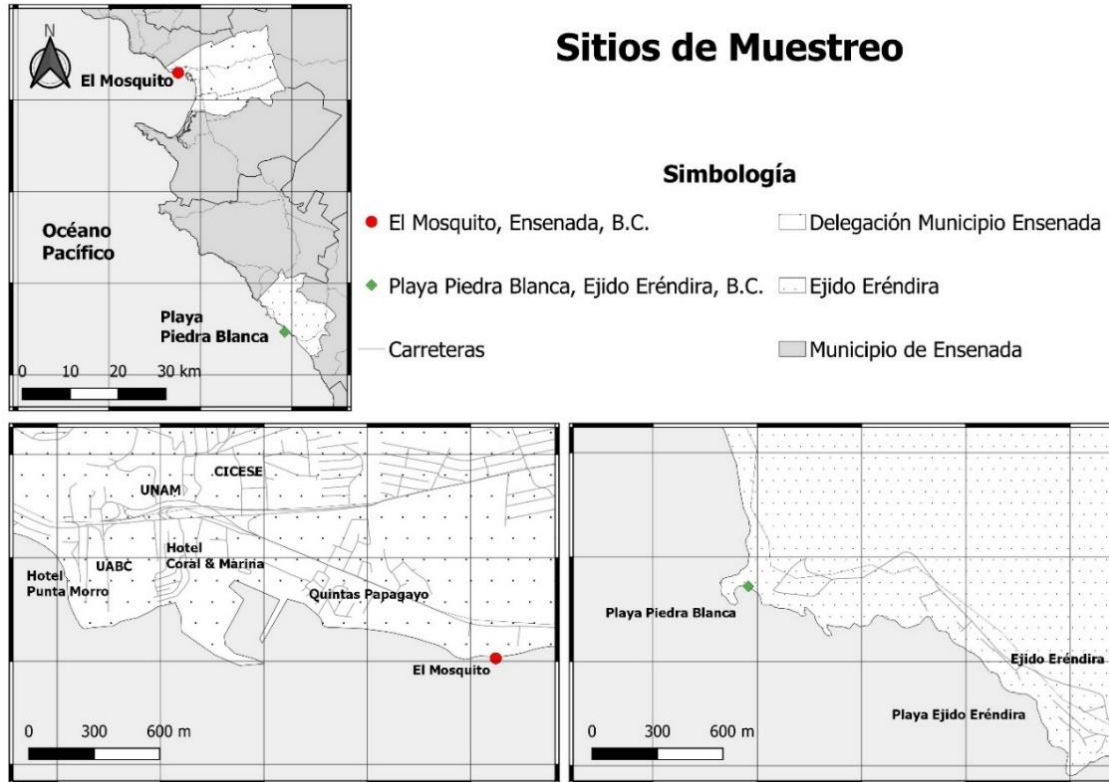 Sitios de Muestreo
N
El Mosquito
Océano
Pacífico
Playa
Piedra Blanca
0 10 20 30 km
Simbología
El Mosquito, Ensenada, B.C.
Delegación Municipio Ensenada
Playa Piedra Blanca, Ejido Eréndira, B.C.
Ejido Eréndira
Carreteras
Municipio de Ensenada
CICESE
UNAM
UABC
Hotel
Coral & Marina
Hotel
Punta Morro
Quintas Papagayo
El Mosquito
0 300 600 m
Playa Piedra Blanca
Ejido Eréndira
Playa Ejido Eréndira
0 300 600 m